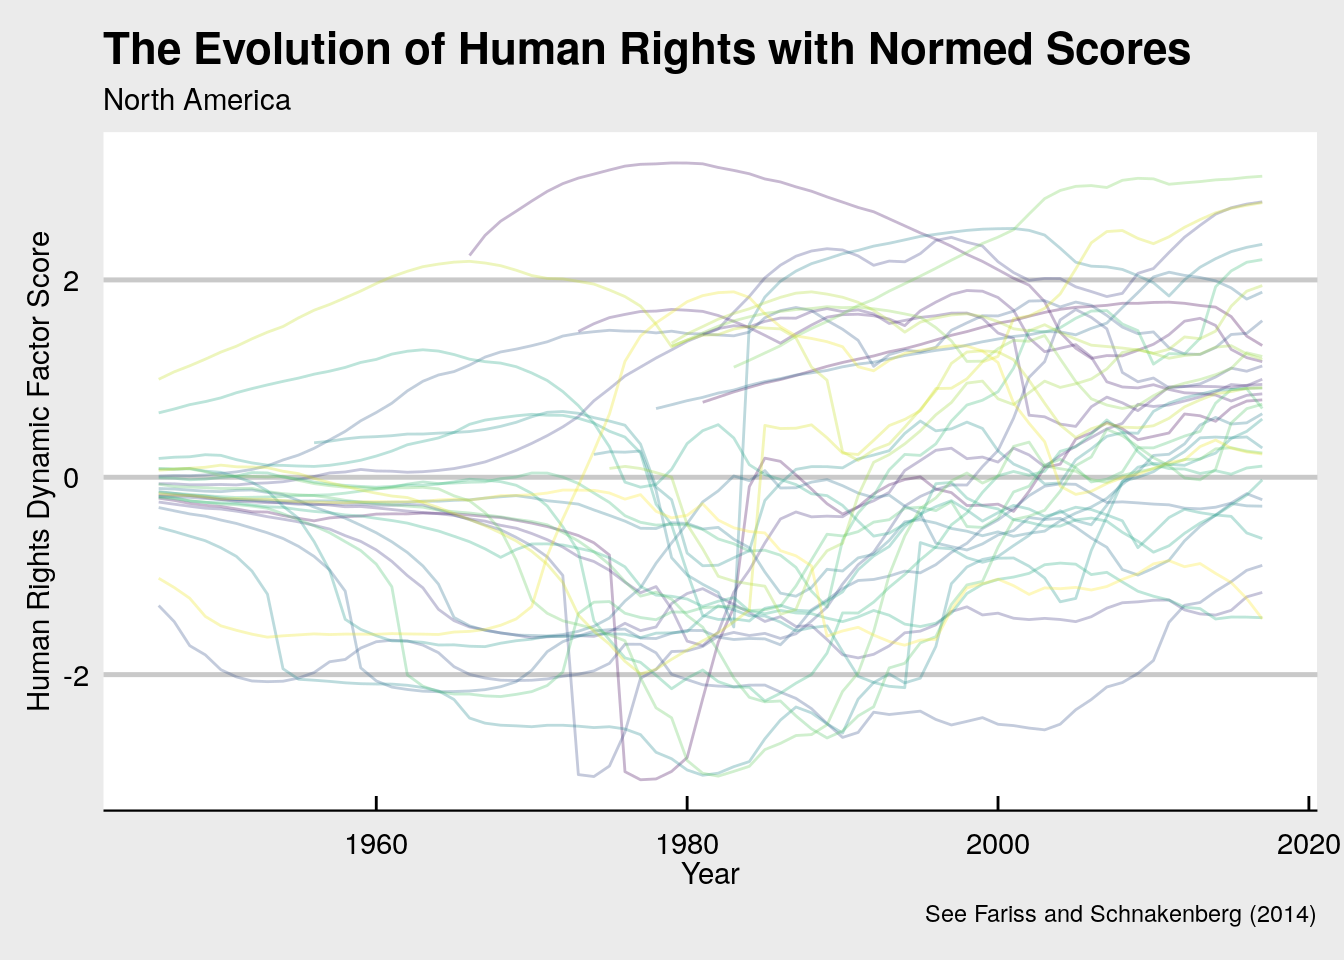 The Evolution of Human Rights with Normed Scores
North America
Human Rights Dynamic Factor Score
2
0
-2
1960
1980
2000
2020
Year
See Fariss and Schnakenberg (2014)